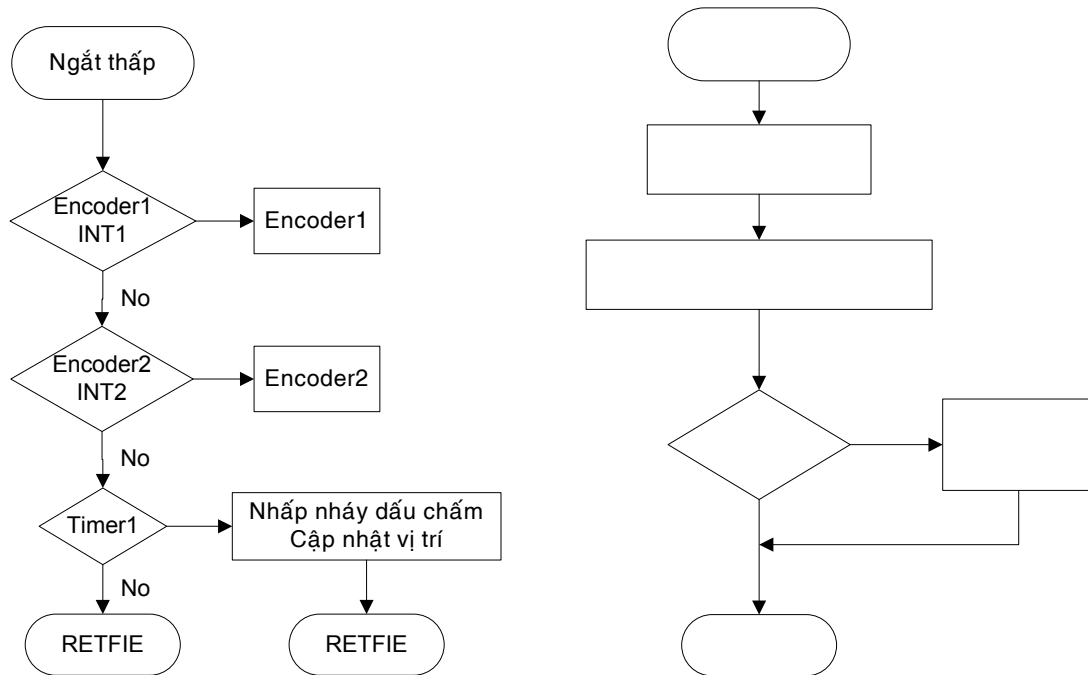 Ngắt thấp
Encoder1
INT1
Encoder1
No
Encoder2
INT2
Encoder2
No
Timer1
Nhấp nháy dấu chấm
Cập nhật vị trí
No
RETFIE
RETFIE